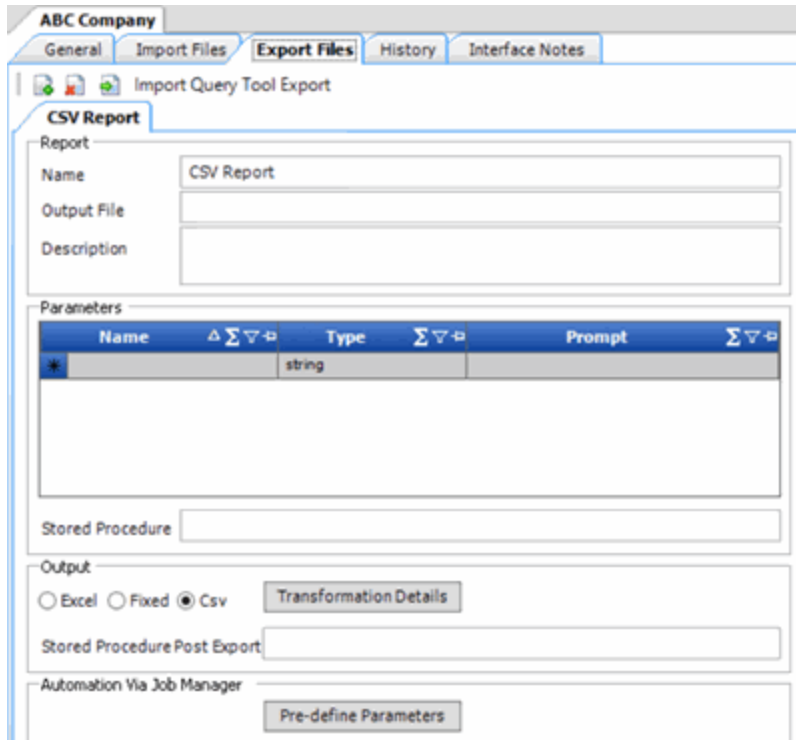 ABC Company
General Import Files Export Files History Interface Notes
Import Query Tool Export
CSV Report
Report
Name CSV Report
Output File
Description
Parameters
Name Type Prompt
string
Stored Procedure
Output
Excel Fixed Csv Transformation Details
Stored Procedure Post Export
Automation Via Job Manager
Pre-define Parameters